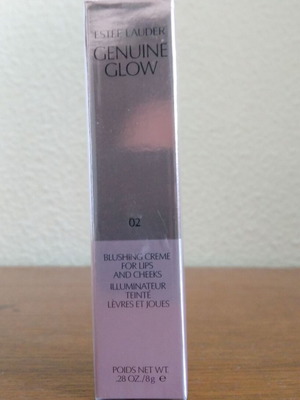 ESTEE LAUDER
GENUINE
GLOW
02
BLUSHING CREME
FOR LIPS
AND CHEEKS
ILLUMINATEUR
TEINTÉ
LÈVRES ET JOUES
POIDS NET WT.
.28 OZ./8g ℮